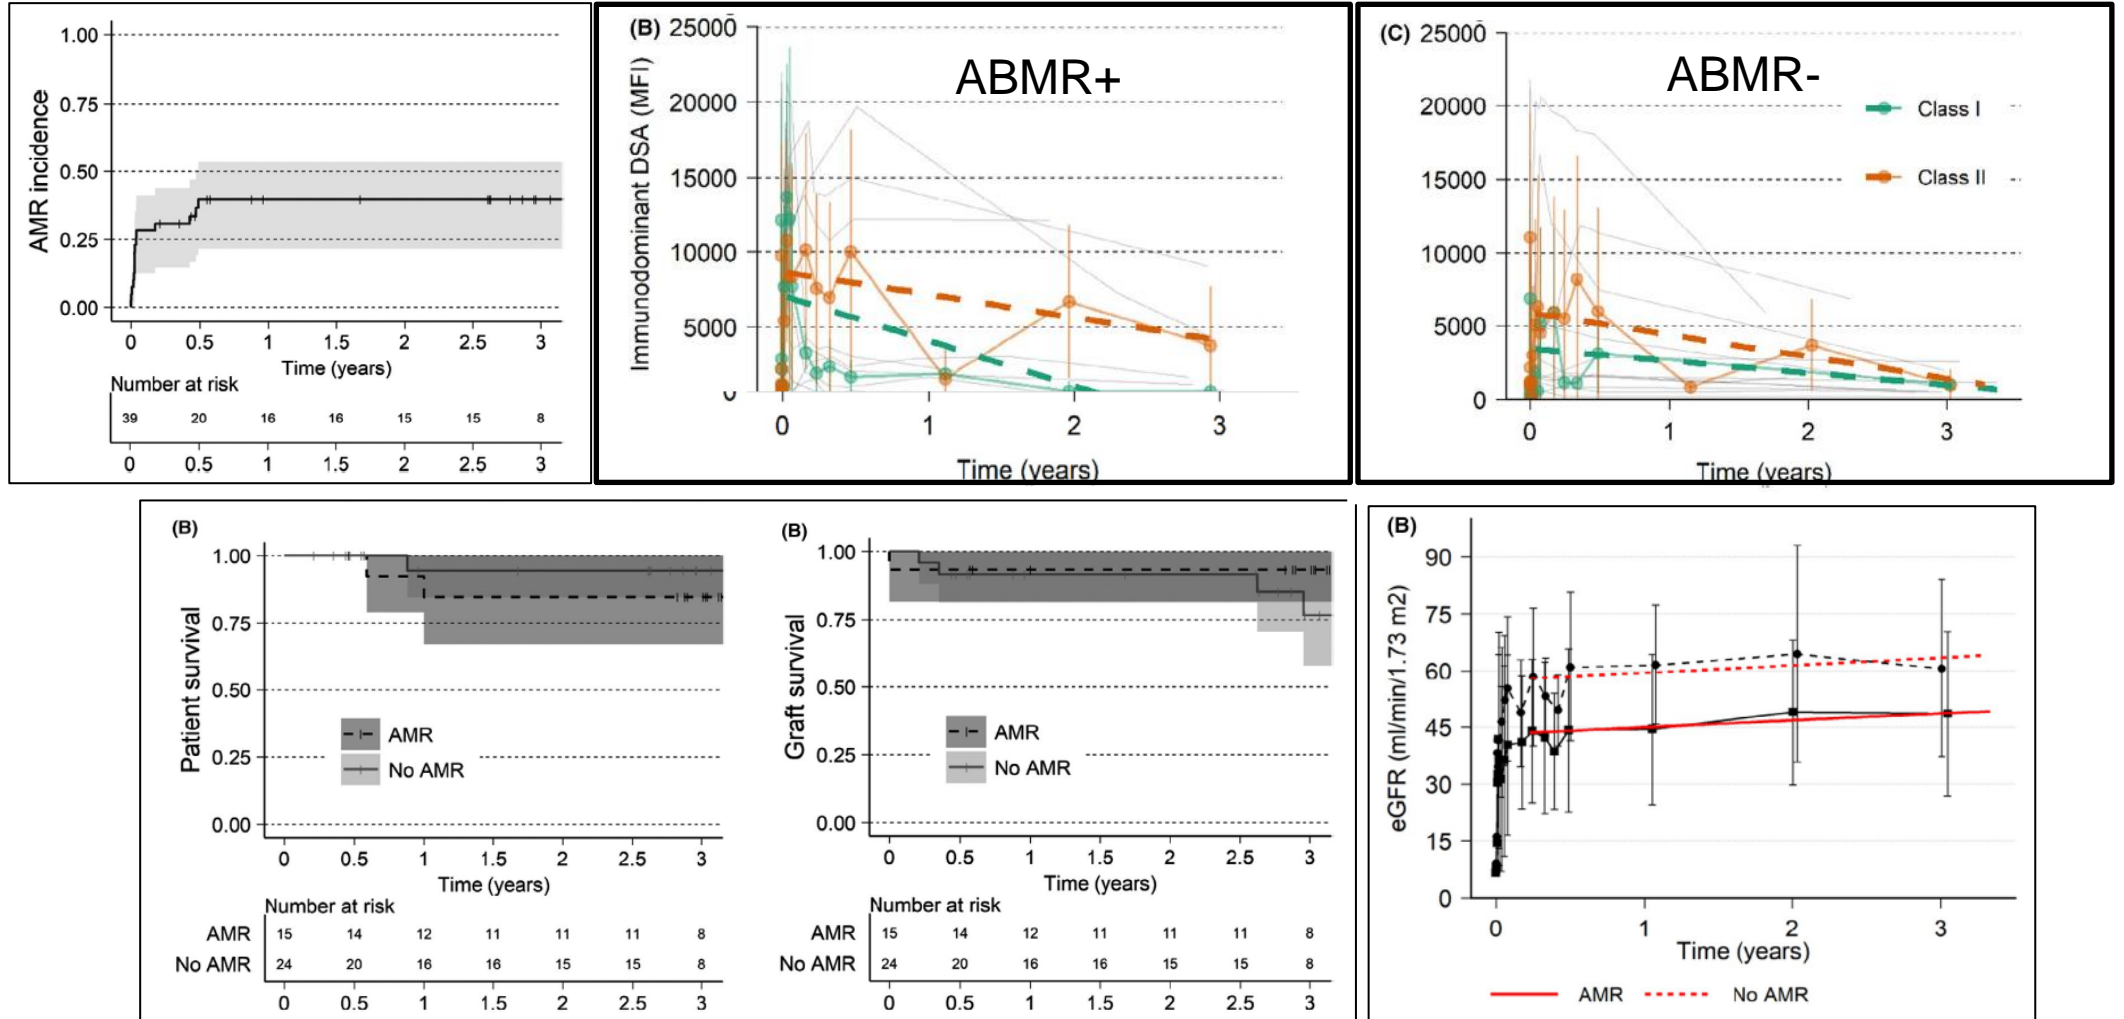 AMR incidence
1.00
0.75
0.50
0.25
0.00
0 0.5 1 1.5 2 2.5 3
Time (years)
Number at risk
39 20 16 16 15 15 8
0 0.5 1 1.5 2 2.5 3
(B)
ABMR+
Immunodominant DSA (MFI)
25000
20000
15000
10000
5000
0
0 1 2 3
Time (years)
(C)
ABMR-
25000
20000
15000
10000
5000
0
Class I
Class II
0 1 2 3
Time (years)
(B)
Patient survival
1.00
0.75
0.50
0.25
0.00
AMR
No AMR
0 0.5 1 1.5 2 2.5 3
Time (years)
Number at risk
AMR 15 14 12 11 11 11 8
No AMR 24 20 16 16 15 15 8
0 0.5 1 1.5 2 2.5 3
(B)
Graft survival
1.00
0.75
0.50
0.25
0.00
AMR
No AMR
0 0.5 1 1.5 2 2.5 3
Time (years)
Number at risk
AMR 15 14 12 11 11 11 8
No AMR 24 20 16 16 15 15 8
0 0.5 1 1.5 2 2.5 3
(B)
eGFR (ml/min/1.73 m2)
90
75
60
45
30
15
0
0 1 2 3
Time (years)
AMR No AMR